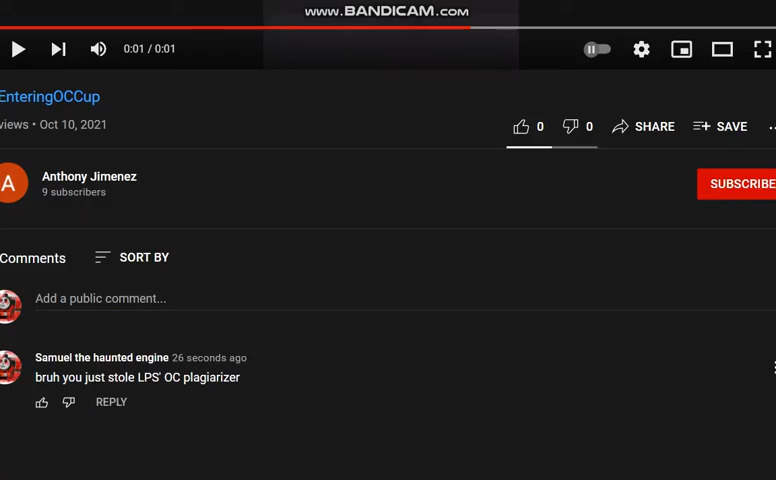 WWW.BANDICAM.COM
0:01 / 0:01
EnteringOCCup
views • Oct 10, 2021
0
0
SHARE
SAVE
A
Anthony Jimenez
9 subscribers
SUBSCRIBE
Comments
SORT BY
Add a public comment...
Samuel the haunted engine 26 seconds ago
bruh you just stole LPS' OC plagiarizer
REPLY